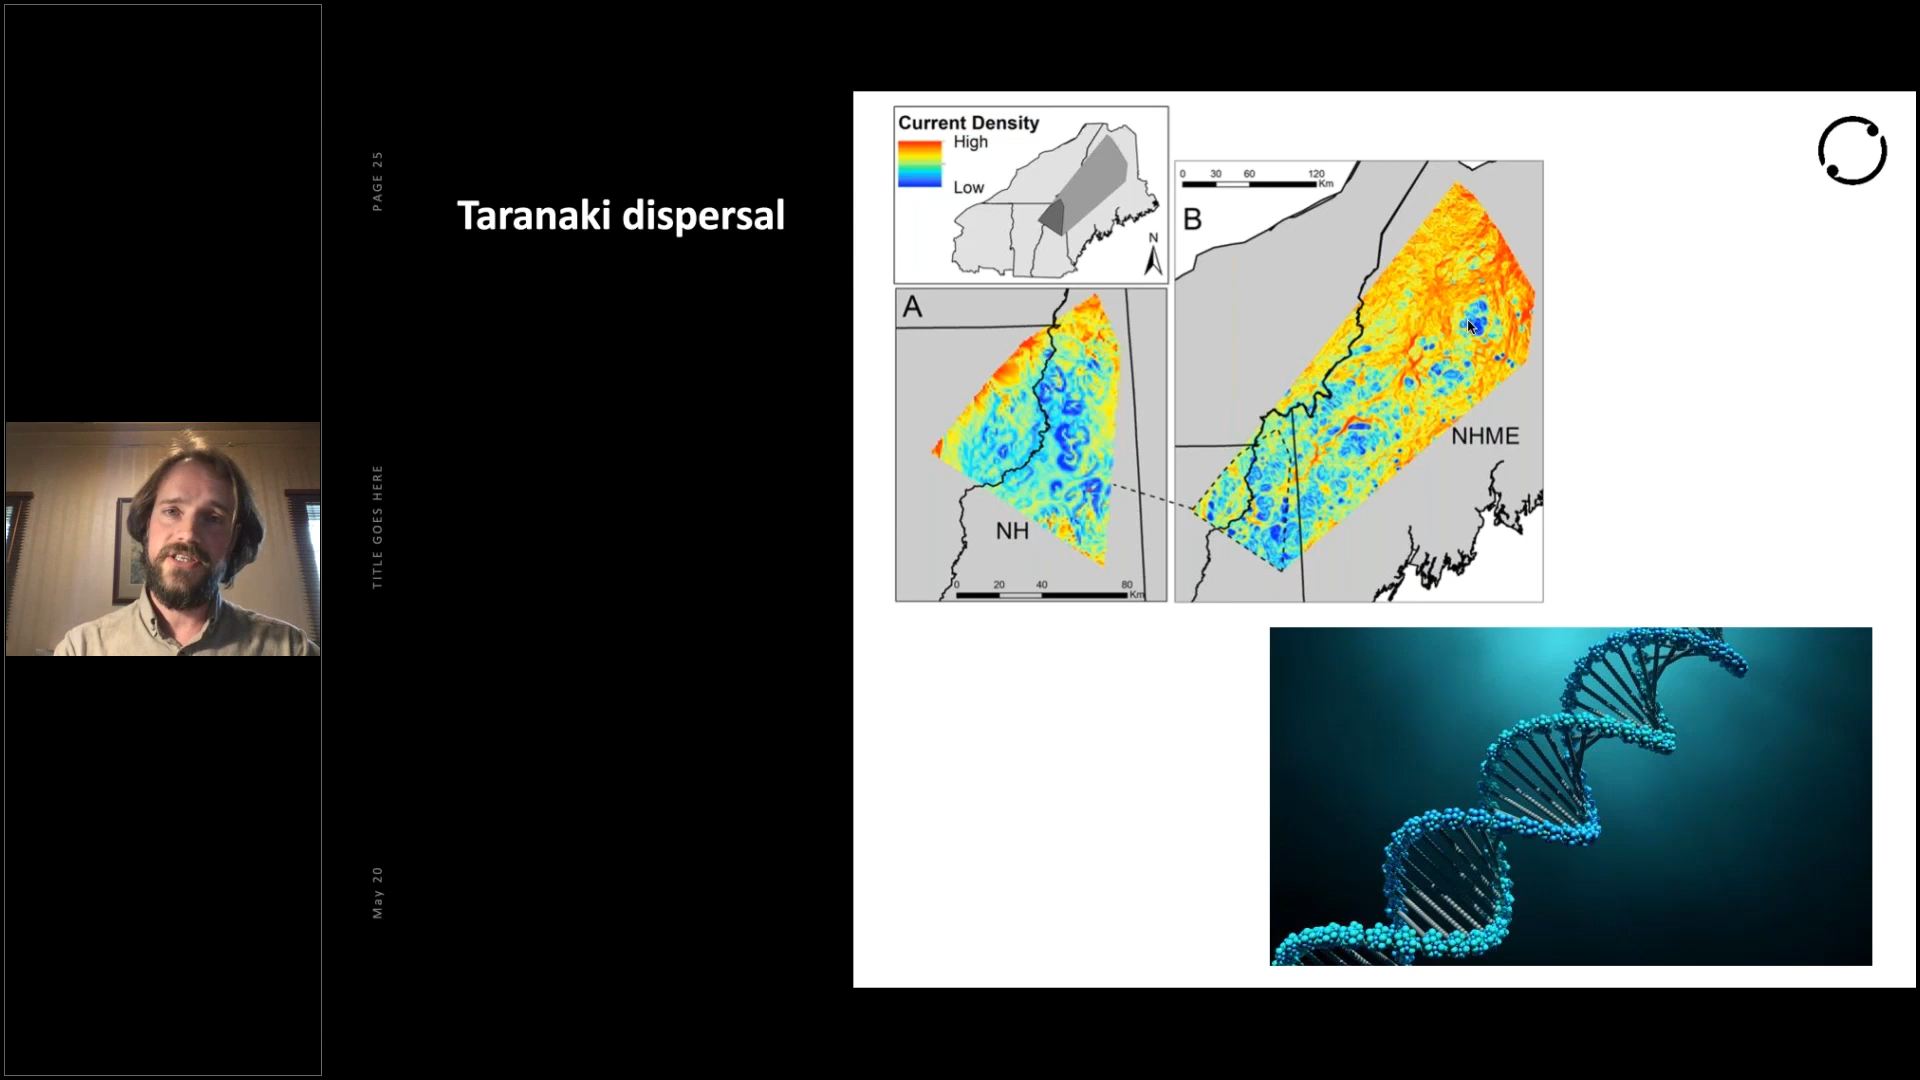 PAGE 25
TITLE GOES HERE
May 20
Taranaki dispersal
Current Density
High
Low
N
A
NH
0 20 40 80
Km
0 30 60 120
Km
B
NHME